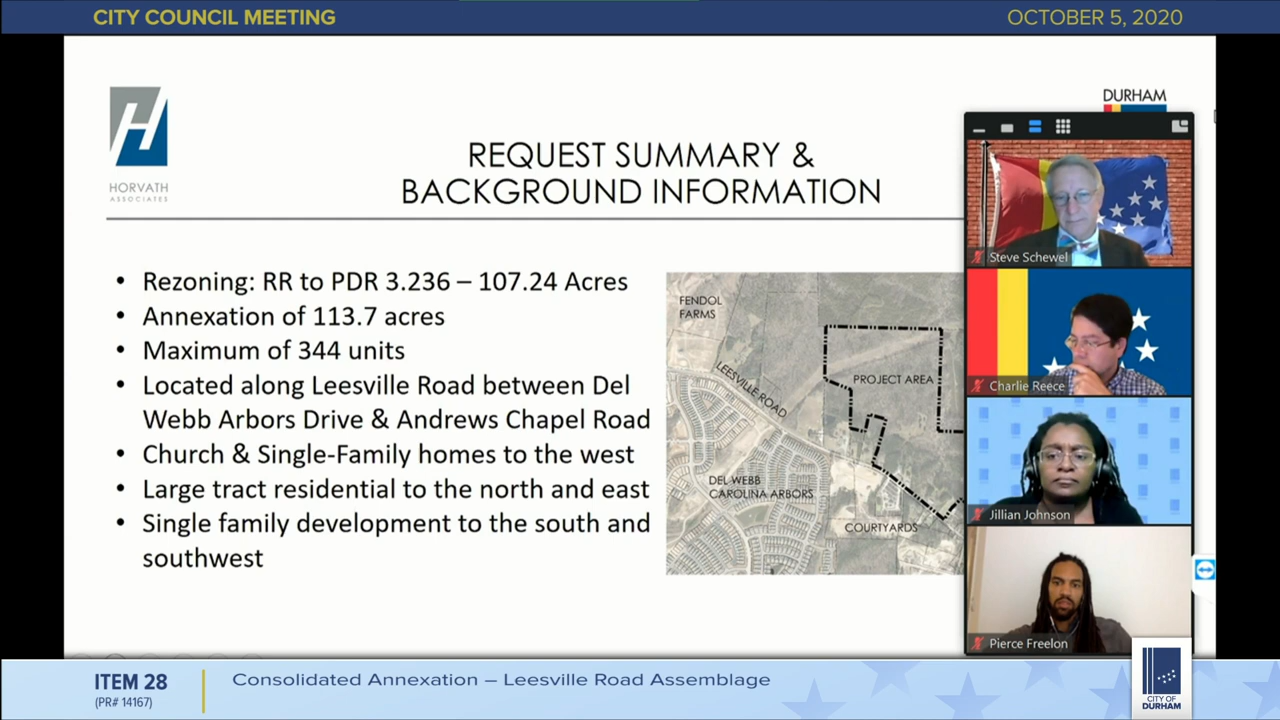 CITY COUNCIL MEETING
OCTOBER 5, 2020
HORVATH
ASSOCIATES
DURHAM
REQUEST SUMMARY &
BACKGROUND INFORMATION
• Rezoning: RR to PDR 3.236 – 107.24 Acres
• Annexation of 113.7 acres
• Maximum of 344 units
• Located along Leesville Road between Del
Webb Arbors Drive & Andrews Chapel Road
• Church & Single-Family homes to the west
• Large tract residential to the north and east
• Single family development to the south and
southwest
FENDOL
FARMS
LEESVILLE ROAD
PROJECT AREA
DEL WEBB
CAROLINA ARBORS
COURTYARDS
Steve Schewel
Charlie Reece
Jillian Johnson
Pierce Freelon
ITEM 28
(PR# 14167)
Consolidated Annexation – Leesville Road Assemblage
CITY OF
DURHAM